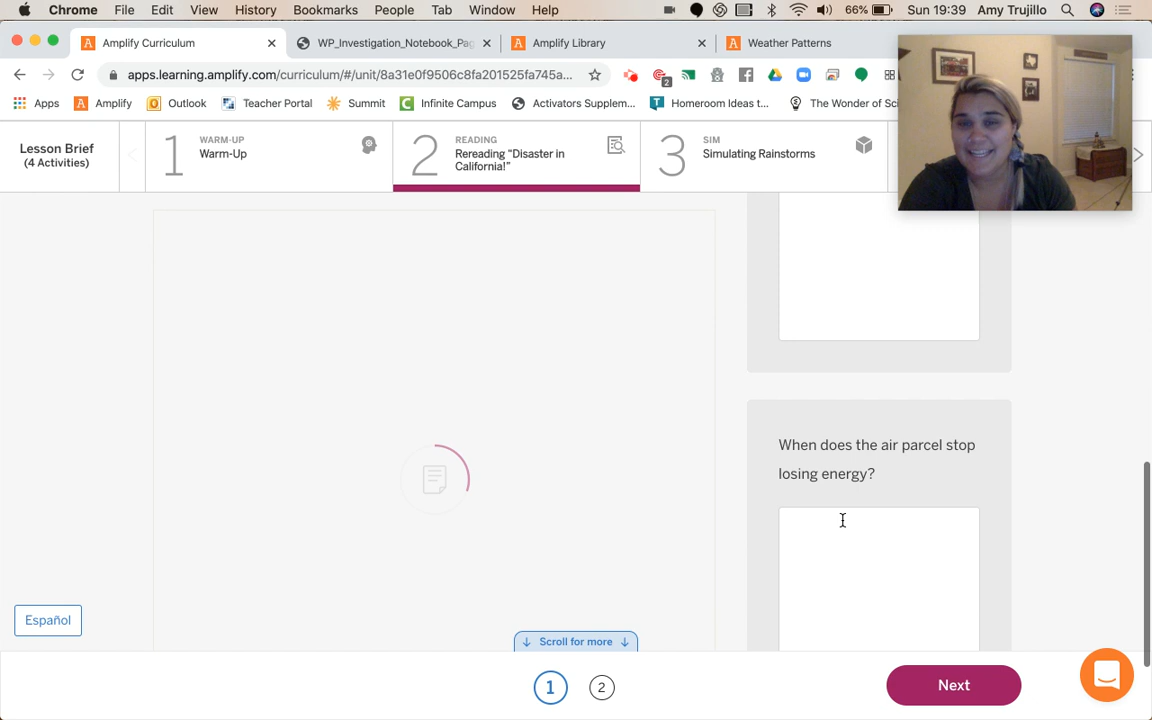 Chrome File Edit View History Bookmarks People Tab Window Help 66% Sun 19:39 Amy Trujillo
Amplify Curriculum WP_Investigation_Notebook_Pag Amplify Library Weather Patterns
apps.learning.amplify.com/curriculum/#/unit/8a31e0f9506c8fa201525fa745a... 2
Apps Amplify Outlook Teacher Portal Summit Infinite Campus Activators Supplem... Homeroom Ideas t... The Wonder of Sci
Lesson Brief
(4 Activities)
1 WARM-UP
Warm-Up
2 READING
Rereading "Disaster in
California!"
3 SIM
Simulating Rainstorms
When does the air parcel stop
losing energy?
Español
Scroll for more
1 2
Next